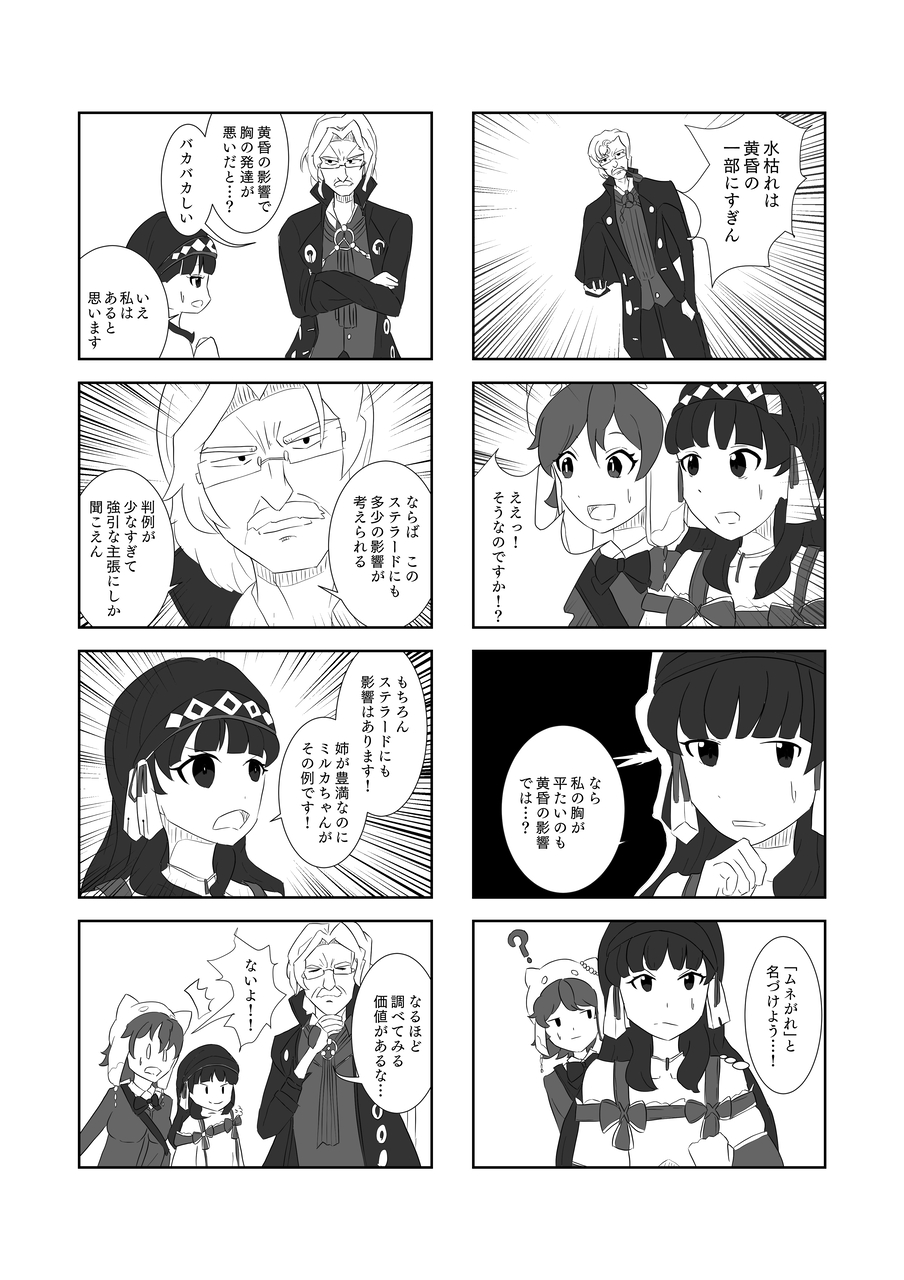 水枯れは
黄昏の
一部にすぎん
ええっ！
そうなのですか！？
なら
私の胸が
平たいのも
黄昏の影響
では…？
「ムネがれ」と
名づけよう…！
？
黄昏の影響で
胸の発達が
悪いだと…？
バカバカしい
いえ
私は
あると
思います
ならば　この
ステラードにも
多少の影響が
考えられる
判例が
少なすぎて
強引な主張にしか
聞こえん
もちろん
ステラードにも
影響はあります！
姉が豊満なのに
ミルカちゃんが
その例です！
なるほど
調べてみる
価値があるな…
ないよ！！